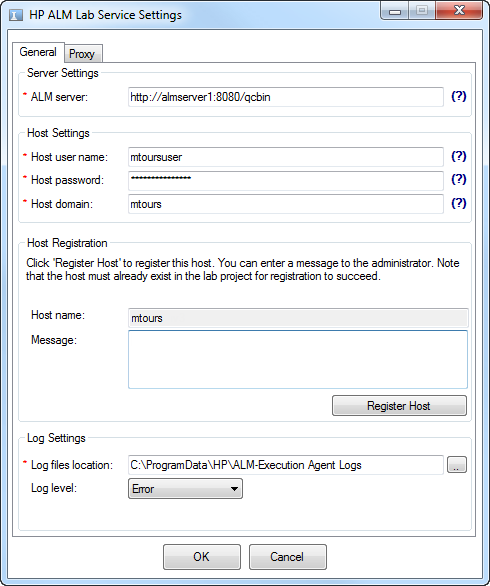 HP ALM Lab Service Settings
General Proxy
Server Settings
* ALM server: http://almserver1:8080/qcbin (?)
Host Settings
* Host user name: mtoursuser (?)
* Host password: *************** (?)
* Host domain: mtours (?)
Host Registration
Click 'Register Host' to register this host. You can enter a message to the administrator. Note
that the host must already exist in the lab project for registration to succeed.
Host name: mtours
Message:
Register Host
Log Settings
* Log files location: C:\ProgramData\HP\ALM-Execution Agent Logs ..
Log level: Error
OK Cancel